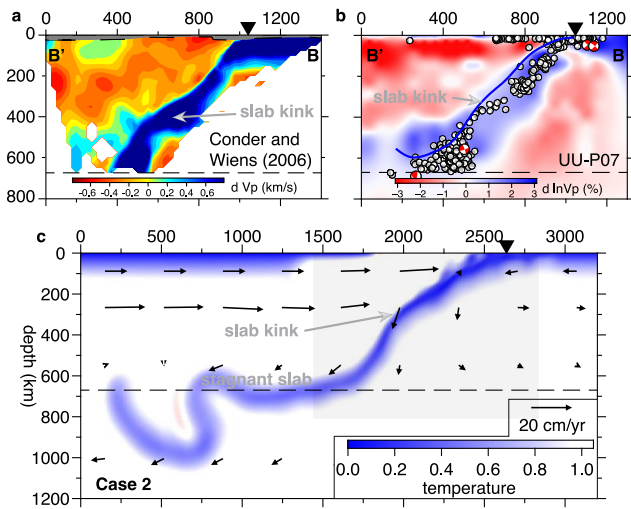 a
0 400 800 1200
B' B
0
200
400
600
800
slab kink
Conder and
Wiens (2006)
-0,6 -0,4 -0,2 0 0,2 0,4 0,6
d Vp (km/s)
b
0 300 600 900 1200
B' B
slab kink
UU-P07
−3 −2 −1 0 1 2 3
d lnVp (%)
c
0 500 1000 1500 2000 2500 3000
0
200
400
600
800
1000
1200
depth (km)
slab kink
stagnant slab
20 cm/yr
Case 2
0.0 0.2 0.4 0.6 0.8 1.0
temperature